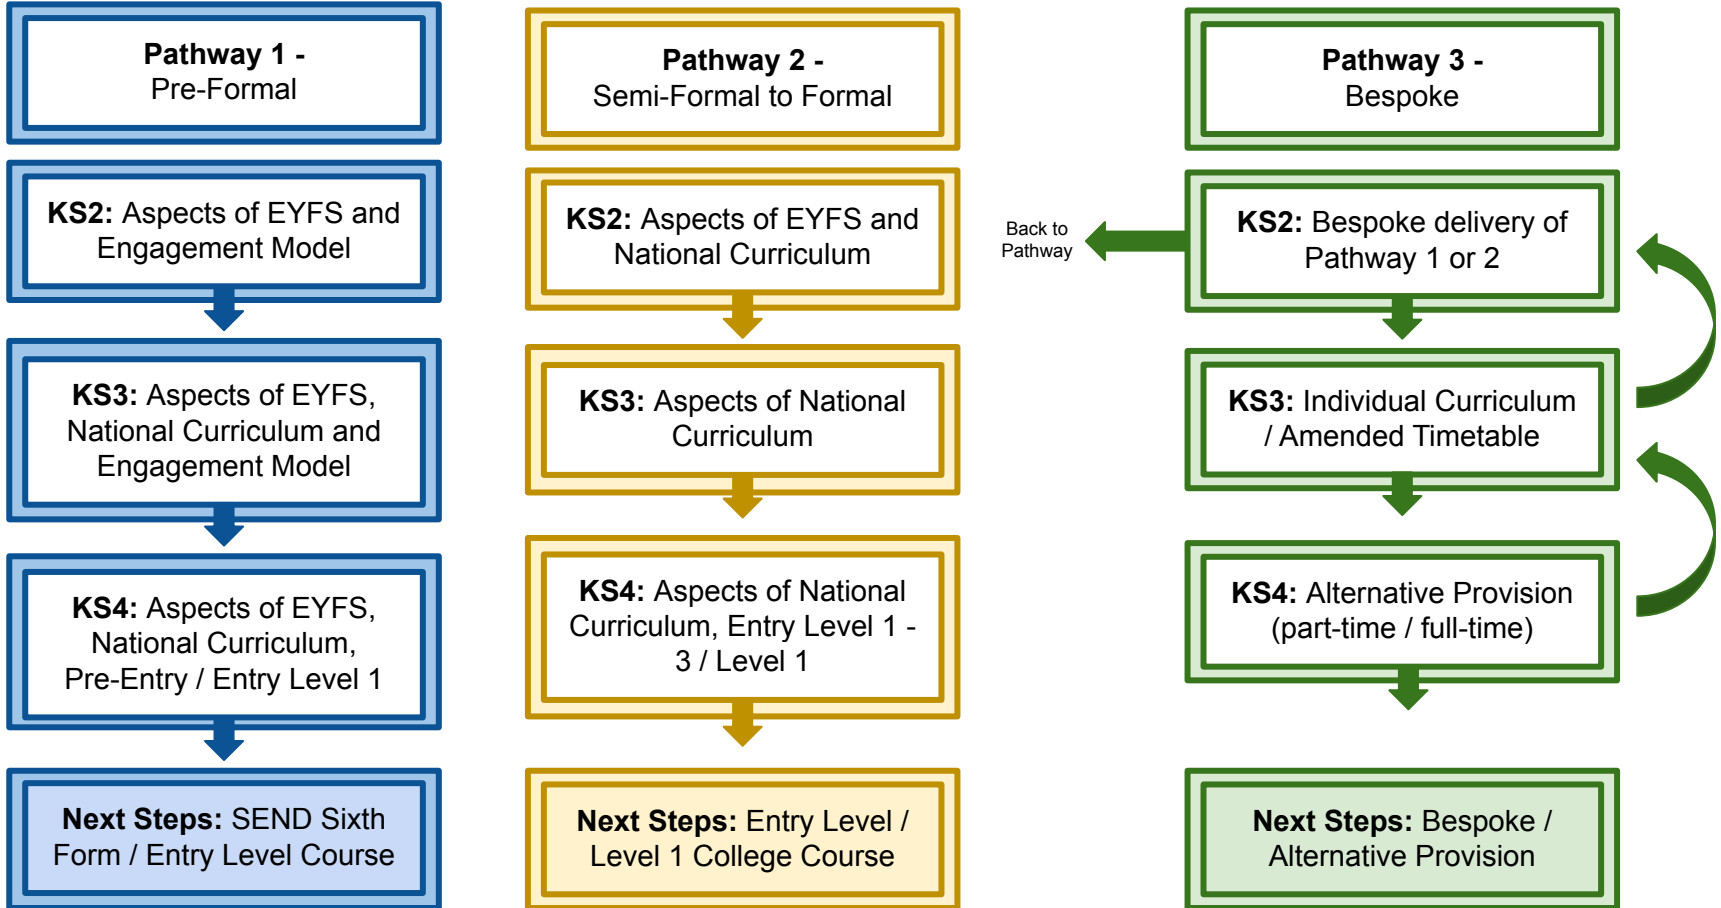 Pathway 1 -
Pre-Formal
KS2: Aspects of EYFS and
Engagement Model
KS3: Aspects of EYFS,
National Curriculum and
Engagement Model
KS4: Aspects of EYFS,
National Curriculum,
Pre-Entry / Entry Level 1
Next Steps: SEND Sixth
Form / Entry Level Course
Pathway 2 -
Semi-Formal to Formal
KS2: Aspects of EYFS and
National Curriculum
KS3: Aspects of National
Curriculum
KS4: Aspects of National
Curriculum, Entry Level 1 -
3 / Level 1
Next Steps: Entry Level /
Level 1 College Course
Pathway 3 -
Bespoke
Back to
Pathway
KS2: Bespoke delivery of
Pathway 1 or 2
KS3: Individual Curriculum
/ Amended Timetable
KS4: Alternative Provision
(part-time / full-time)
Next Steps: Bespoke /
Alternative Provision